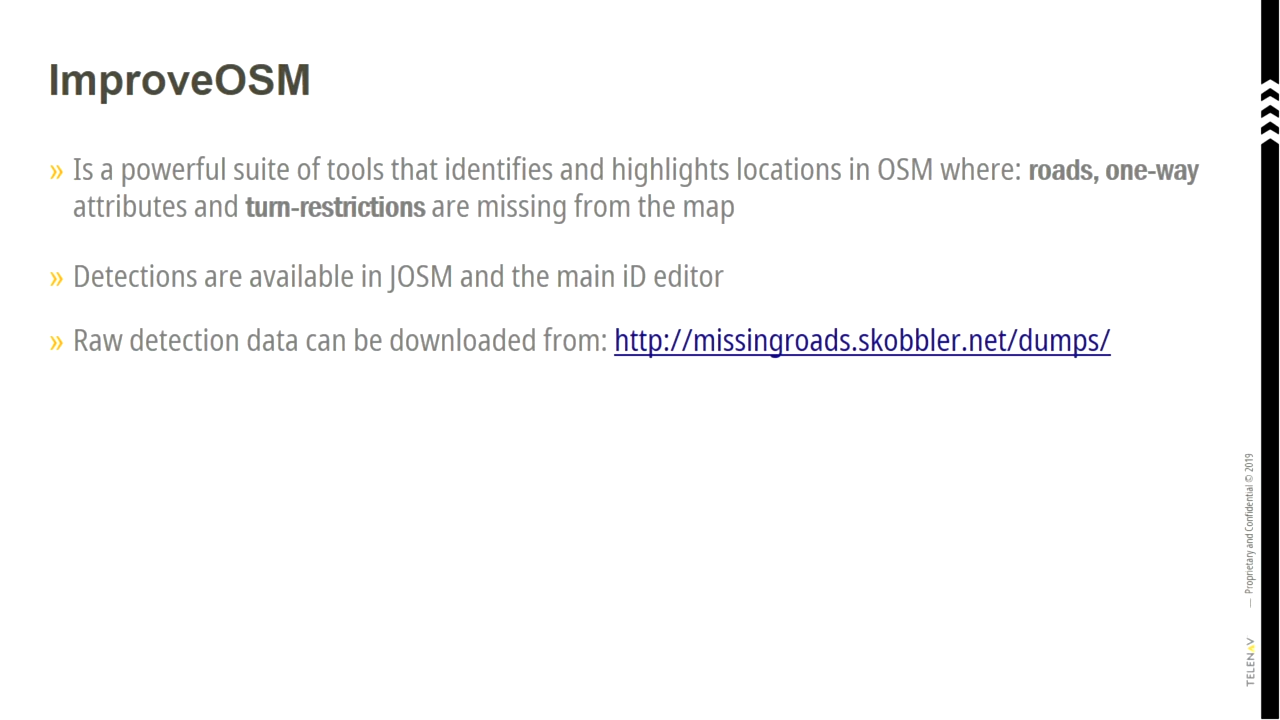 ImproveOSM
» Is a powerful suite of tools that identifies and highlights locations in OSM where: roads, one-way
attributes and turn-restrictions are missing from the map
» Detections are available in JOSM and the main iD editor
» Raw detection data can be downloaded from: http://missingroads.skobbler.net/dumps/
— Proprietary and Confidential © 2019
TELENAV